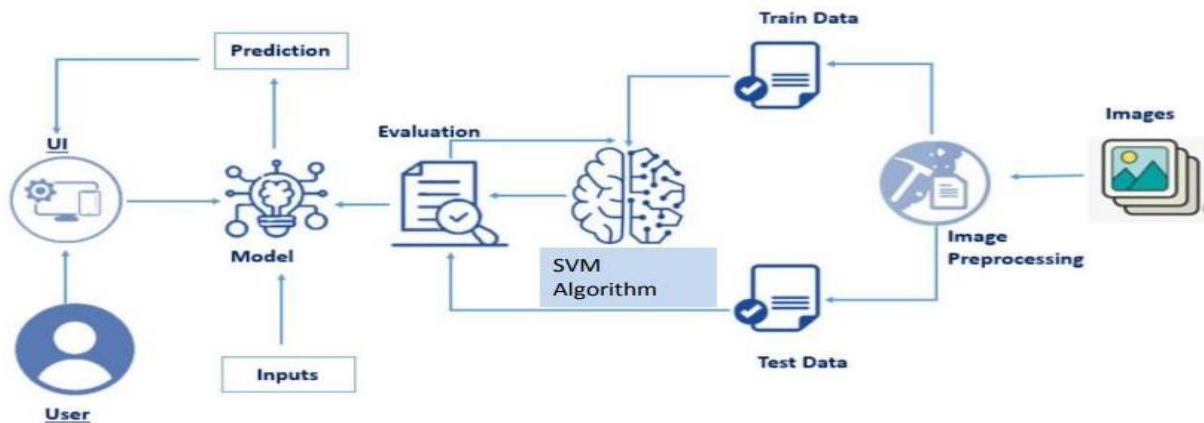 Train Data
Prediction
Images
Evaluation
UI
Model
Image
Preprocessing
SVM
Algorithm
Inputs
Test Data
User